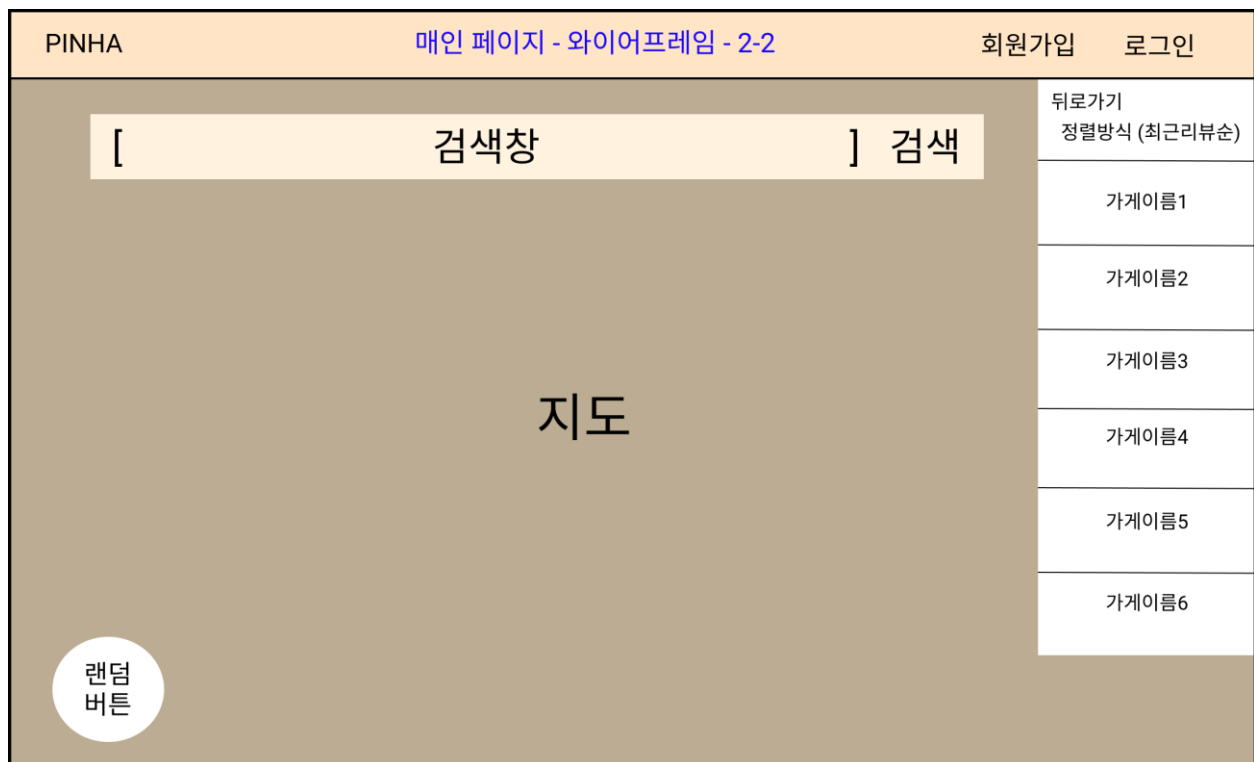 PINHA 매인 페이지 - 와이어프레임 - 2-2 회원가입 로그인
[ 검색창 ] 검색
뒤로가기
정렬방식 (최근리뷰순)
가게이름1
가게이름2
가게이름3
지도
가게이름4
가게이름5
가게이름6
랜덤
버튼